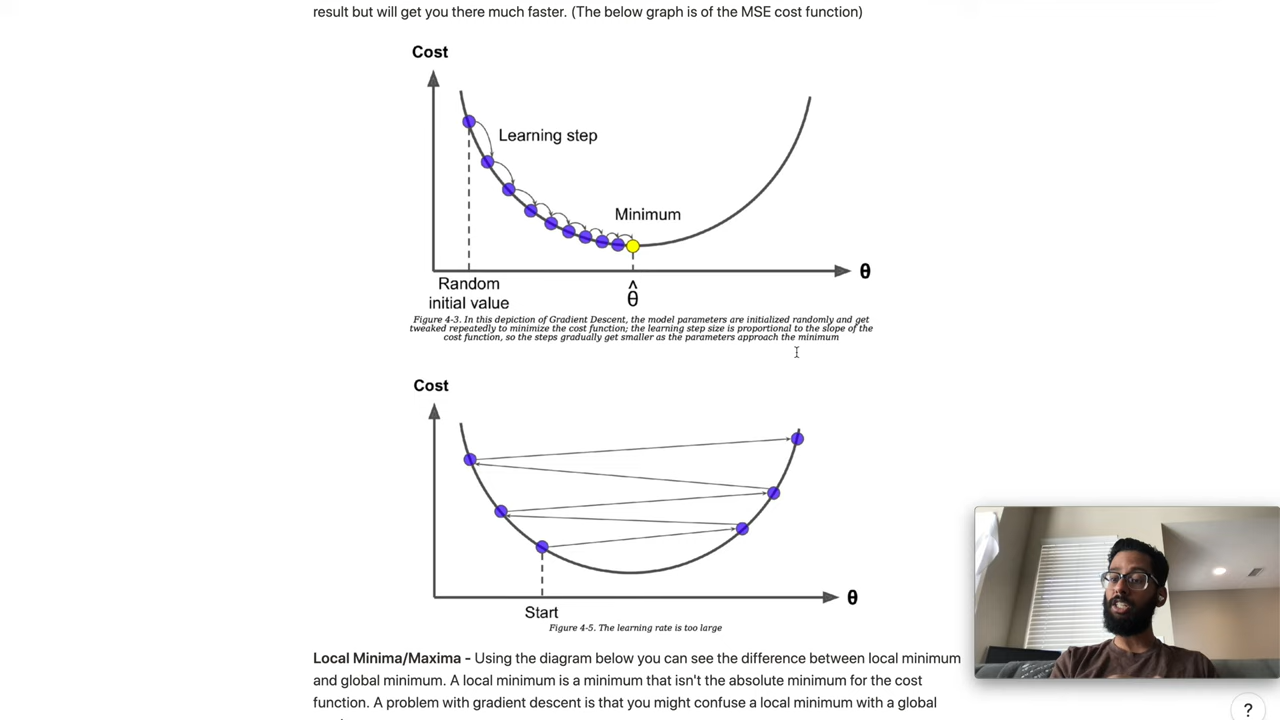 result but will get you there much faster. (The below graph is of the MSE cost function)
Cost
Learning step
Minimum
θ
Random
initial value
θ̂
Figure 4-3. In this depiction of Gradient Descent, the model parameters are initialized randomly and get
tweaked repeatedly to minimize the cost function; the learning step size is proportional to the slope of the
cost function, so the steps gradually get smaller as the parameters approach the minimum
Cost
θ
Start
Figure 4-5. The learning rate is too large
Local Minima/Maxima - Using the diagram below you can see the difference between local minimum
and global minimum. A local minimum is a minimum that isn't the absolute minimum for the cost
function. A problem with gradient descent is that you might confuse a local minimum with a global
?